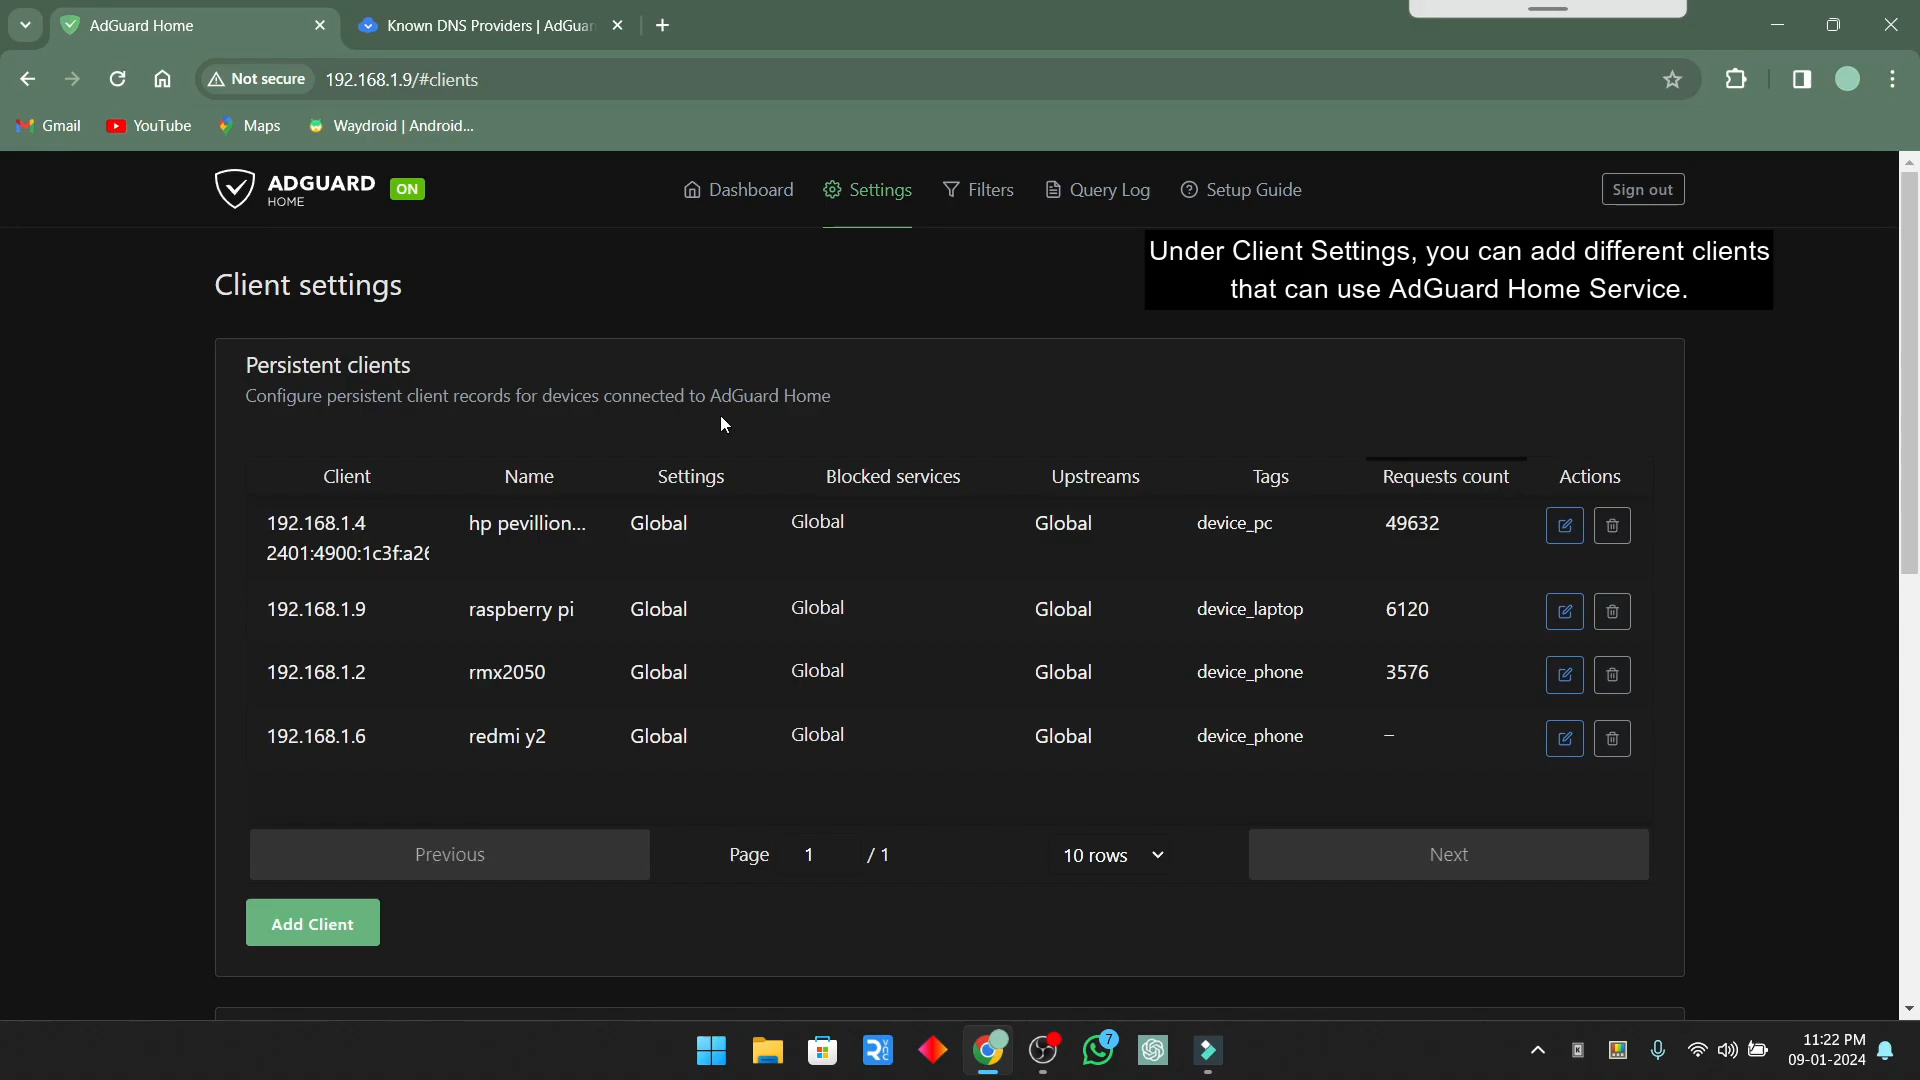 AdGuard Home
Known DNS Providers | AdGuar
Not secure
192.168.1.9/#clients
Gmail
YouTube
Maps
Waydroid | Android...
ADGUARD
HOME
ON
Dashboard
Settings
Filters
Query Log
Setup Guide
Sign out
Under Client Settings, you can add different clients
that can use AdGuard Home Service.
Client settings
Persistent clients
Configure persistent client records for devices connected to AdGuard Home
Client Name Settings Blocked services Upstreams Tags Requests count Actions
192.168.1.4 hp pevillion... Global Global Global device_pc 49632
2401:4900:1c3f:a26
192.168.1.9 raspberry pi Global Global Global device_laptop 6120
192.168.1.2 rmx2050 Global Global Global device_phone 3576
192.168.1.6 redmi y2 Global Global Global device_phone –
Previous
Page 1 / 1
10 rows
Next
Add Client
7
11:22 PM
09-01-2024